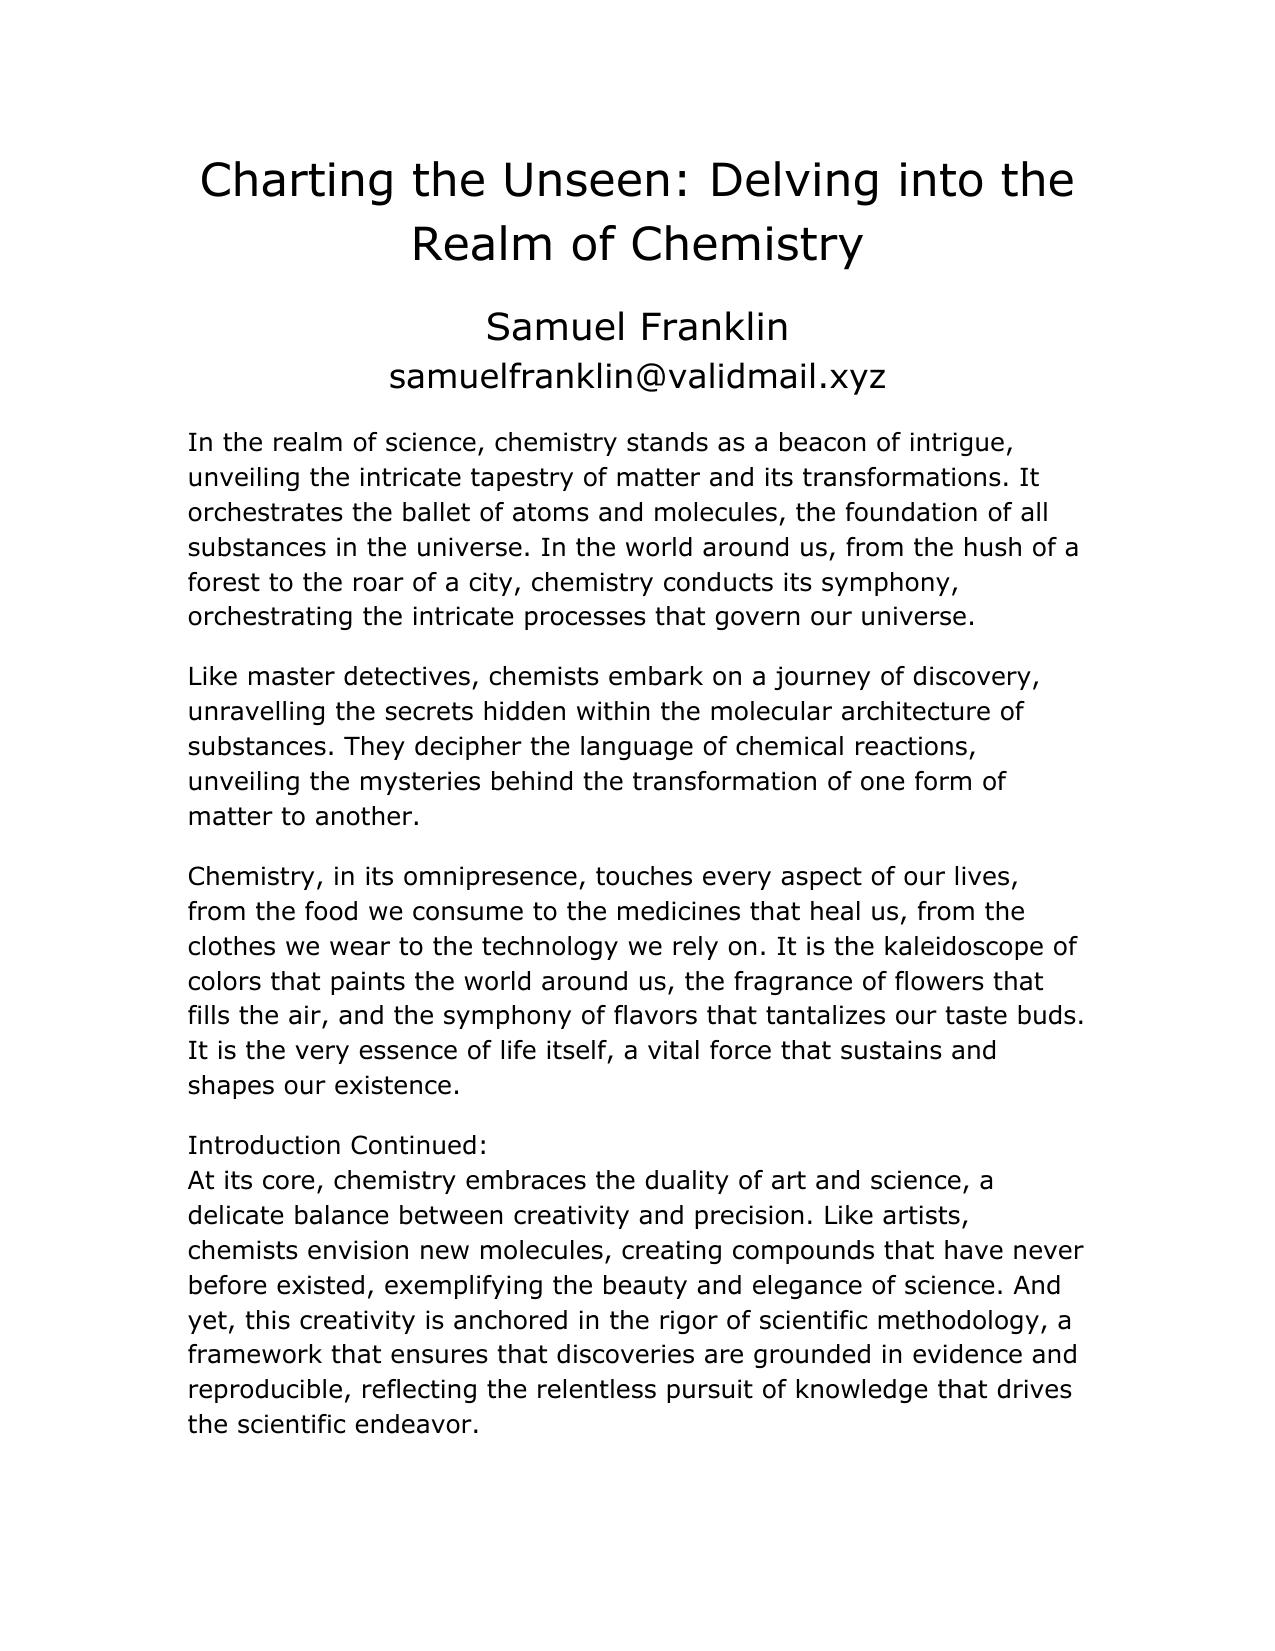 Charting the Unseen: Delving into the
Realm of Chemistry
Samuel Franklin
samuelfranklin@validmail.xyz
In the realm of science, chemistry stands as a beacon of intrigue,
unveiling the intricate tapestry of matter and its transformations. It
orchestrates the ballet of atoms and molecules, the foundation of all
substances in the universe. In the world around us, from the hush of a
forest to the roar of a city, chemistry conducts its symphony,
orchestrating the intricate processes that govern our universe.
Like master detectives, chemists embark on a journey of discovery,
unravelling the secrets hidden within the molecular architecture of
substances. They decipher the language of chemical reactions,
unveiling the mysteries behind the transformation of one form of
matter to another.
Chemistry, in its omnipresence, touches every aspect of our lives,
from the food we consume to the medicines that heal us, from the
clothes we wear to the technology we rely on. It is the kaleidoscope of
colors that paints the world around us, the fragrance of flowers that
fills the air, and the symphony of flavors that tantalizes our taste buds.
It is the very essence of life itself, a vital force that sustains and
shapes our existence.
Introduction Continued:
At its core, chemistry embraces the duality of art and science, a
delicate balance between creativity and precision. Like artists,
chemists envision new molecules, creating compounds that have never
before existed, exemplifying the beauty and elegance of science. And
yet, this creativity is anchored in the rigor of scientific methodology, a
framework that ensures that discoveries are grounded in evidence and
reproducible, reflecting the relentless pursuit of knowledge that drives
the scientific endeavor.